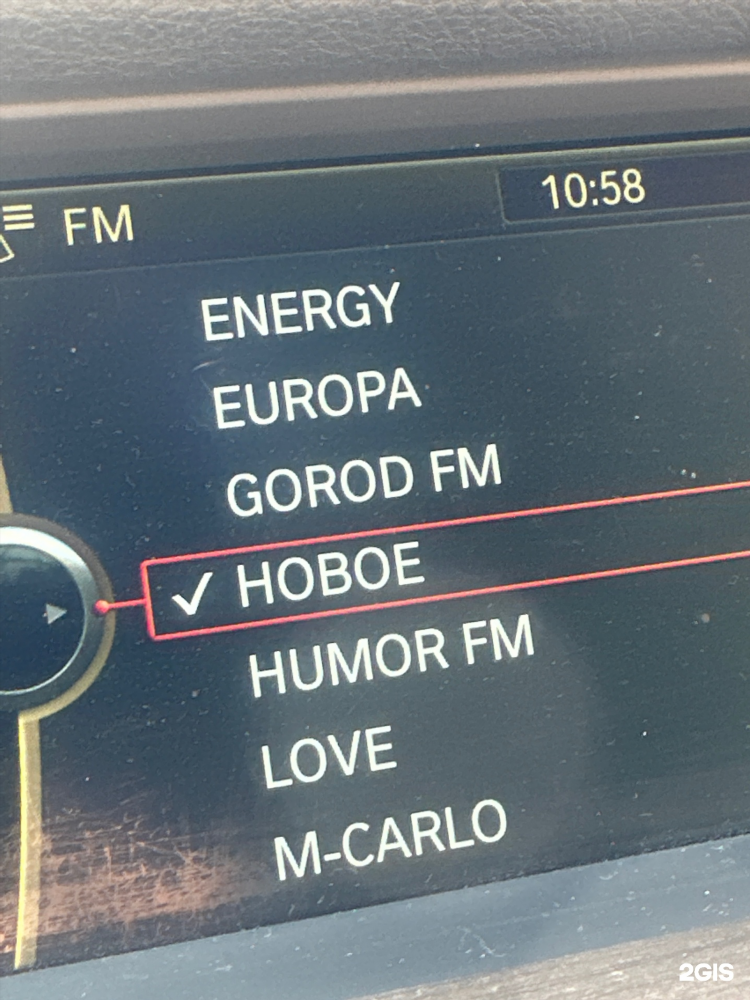 FM
10:58
ENERGY
EUROPA
GOROD FM
✓ HOBOE
HUMOR FM
LOVE
M-CARLO
2GIS